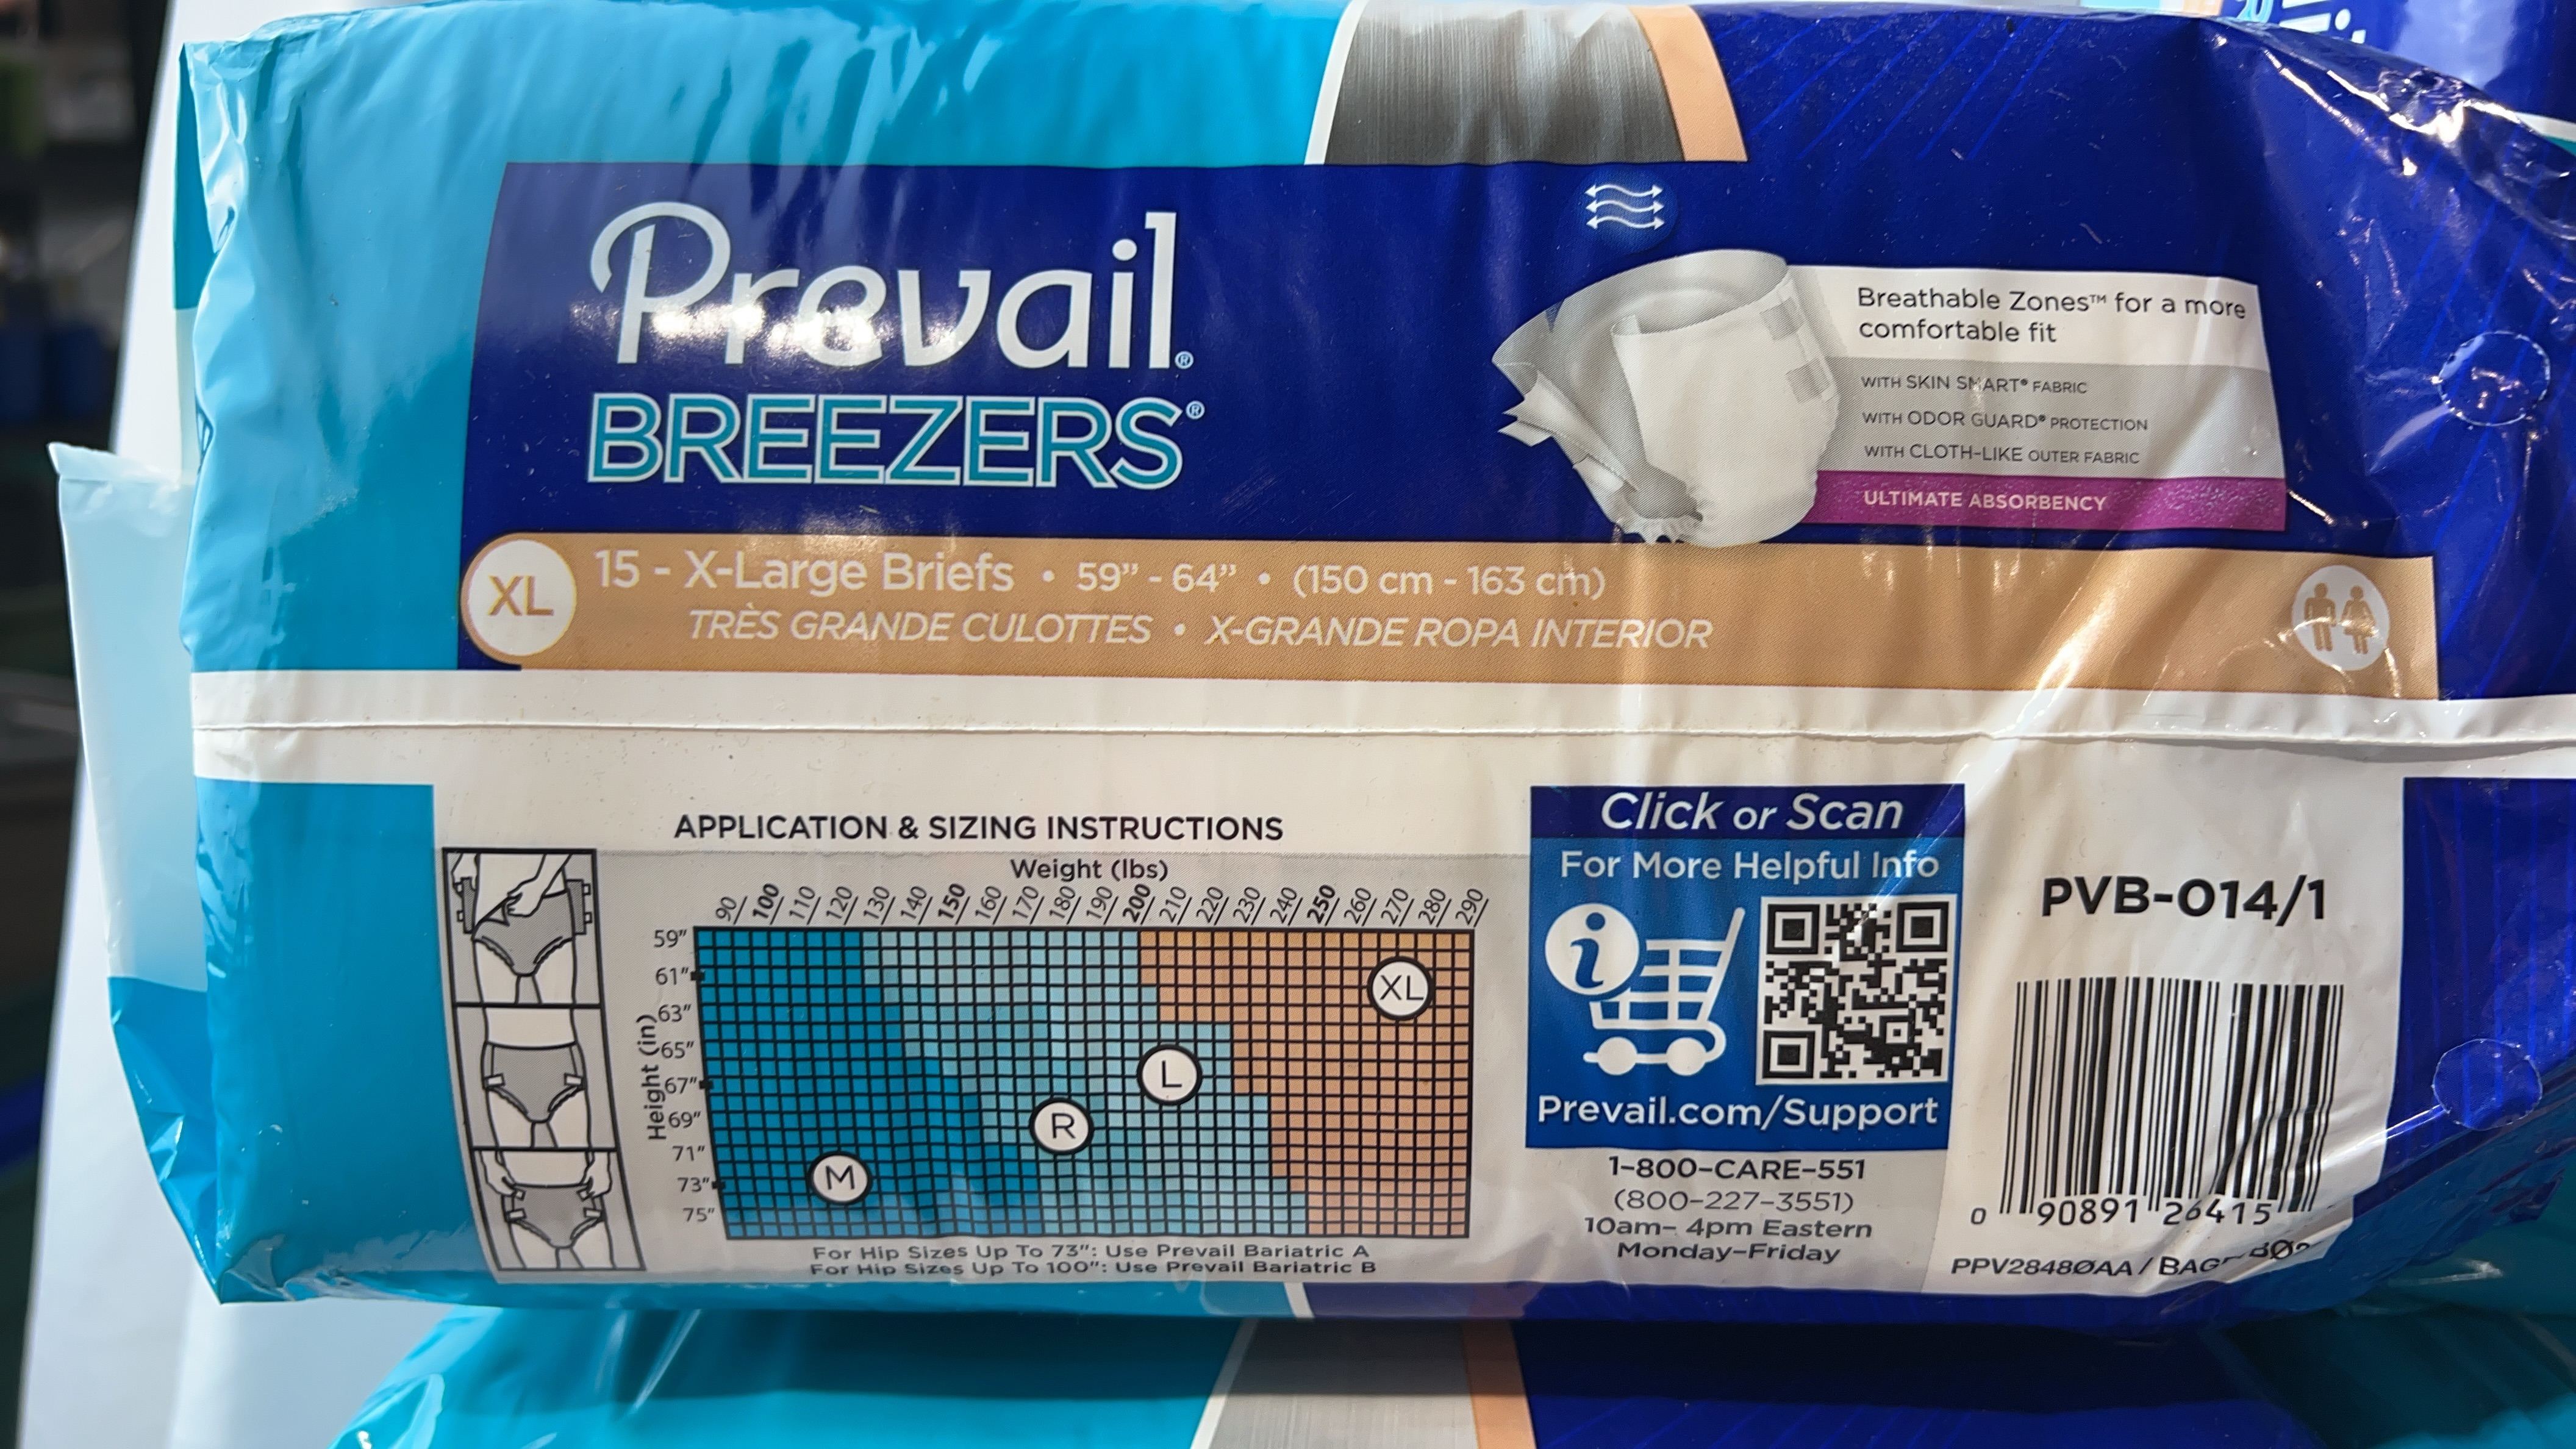 Prevail®
BREEZERS®
Breathable Zones™ for a more
comfortable fit
WITH SKIN SMART® FABRIC
WITH ODOR GUARD® PROTECTION
WITH CLOTH-LIKE OUTER FABRIC
ULTIMATE ABSORBENCY
XL
15 - X-Large Briefs • 59” - 64” • (150 cm - 163 cm)
TRÈS GRANDE CULOTTES • X-GRANDE ROPA INTERIOR
APPLICATION & SIZING INSTRUCTIONS
Weight (lbs)
90 100 110 120 130 140 150 160 170 180 190 200 210 220 230 240 250 260 270 280 290
Height (in)
59”
61”
63”
65”
67”
69”
71”
73”
75”
XL
L
R
M
For Hip Sizes Up To 73”: Use Prevail Bariatric A
For Hip Sizes Up To 100”: Use Prevail Bariatric B
Click or Scan
For More Helpful Info
i
Prevail.com/Support
1-800-CARE-551
(800-227-3551)
10am- 4pm Eastern
Monday-Friday
PVB-014/1
0 90891 26415
PPV28480AA / BAG